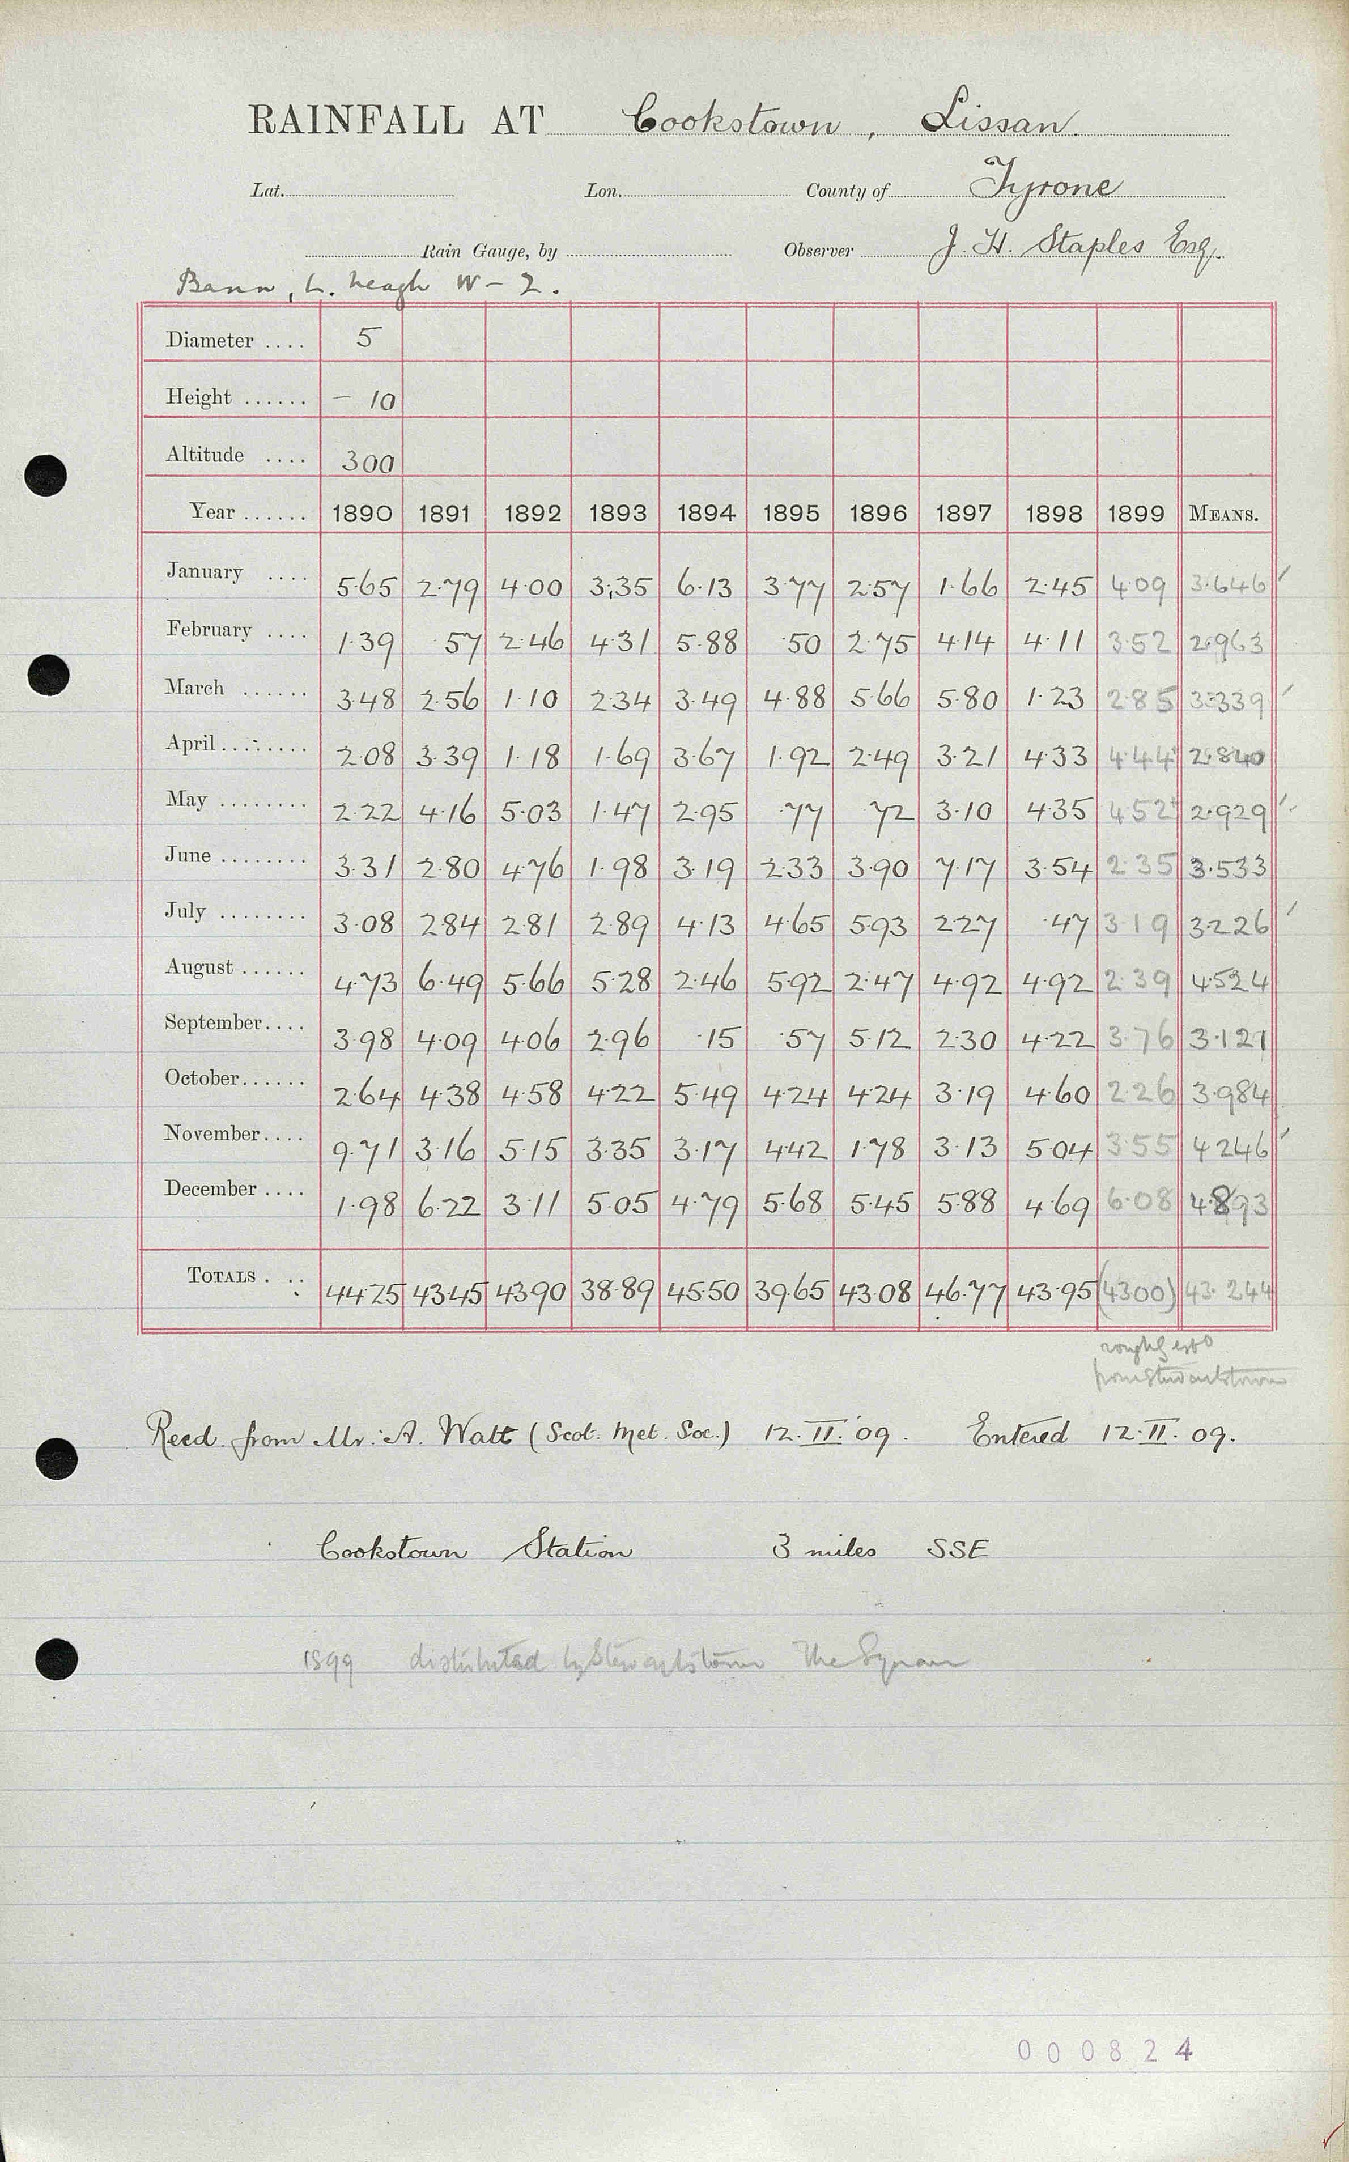 RAINFALL AT Cookstown, Lissan.
Lat. Lon. County of Tyrone
Rain Gauge, by Observer J. H. Staples Esq.
Bann, L. Neagh W - 2.
Diameter .... 5
Height ...... - 10
Altitude .... 300
Year ...... 1890 1891 1892 1893 1894 1895 1896 1897 1898 1899 MEANS.
January .... 5.65 2.79 4.00 3.35 6.13 3.77 2.57 1.66 2.45 4.09 3.646
February .... 1.39 .57 2.46 4.31 5.88 .50 2.75 4.14 4.11 3.52 2.963
March ...... 3.48 2.56 1.10 2.34 3.49 4.88 5.66 5.80 1.23 2.85 3.339
April ........ 2.08 3.39 1.18 1.69 3.67 1.92 2.49 3.21 4.33 4.44 2.840
May ........ 2.22 4.16 5.03 1.47 2.95 .77 .72 3.10 4.35 4.52 2.929
June ........ 3.31 2.80 4.76 1.98 3.19 2.33 3.90 7.17 3.54 2.35 3.533
July ........ 3.08 2.84 2.81 2.89 4.13 4.65 5.93 2.27 .47 3.19 3.226
August ...... 4.73 6.49 5.66 5.28 2.46 5.92 2.47 4.92 4.92 2.39 4.524
September.... 3.98 4.09 4.06 2.96 .15 .57 5.12 2.30 4.22 3.76 3.121
October...... 2.64 4.38 4.58 4.22 5.49 4.24 4.24 3.19 4.60 2.26 3.984
November.... 9.71 3.16 5.15 3.35 3.17 4.42 1.78 3.13 5.04 3.55 4.246
December .... 1.98 6.22 3.11 5.05 4.79 5.68 5.45 5.88 4.69 6.08 4.893
TOTALS . .. 44.25 43.45 43.90 38.89 45.50 39.65 43.08 46.77 43.95 (43.00) 43.244
roughly
from Stewartstown
Recd. from Mr. A. Watt (Scot. Met. Soc.) 12.II.09. Entered 12.II.09.
Cookstown Station 3 miles SSE
1899 distributed by Stewartstown The
000824